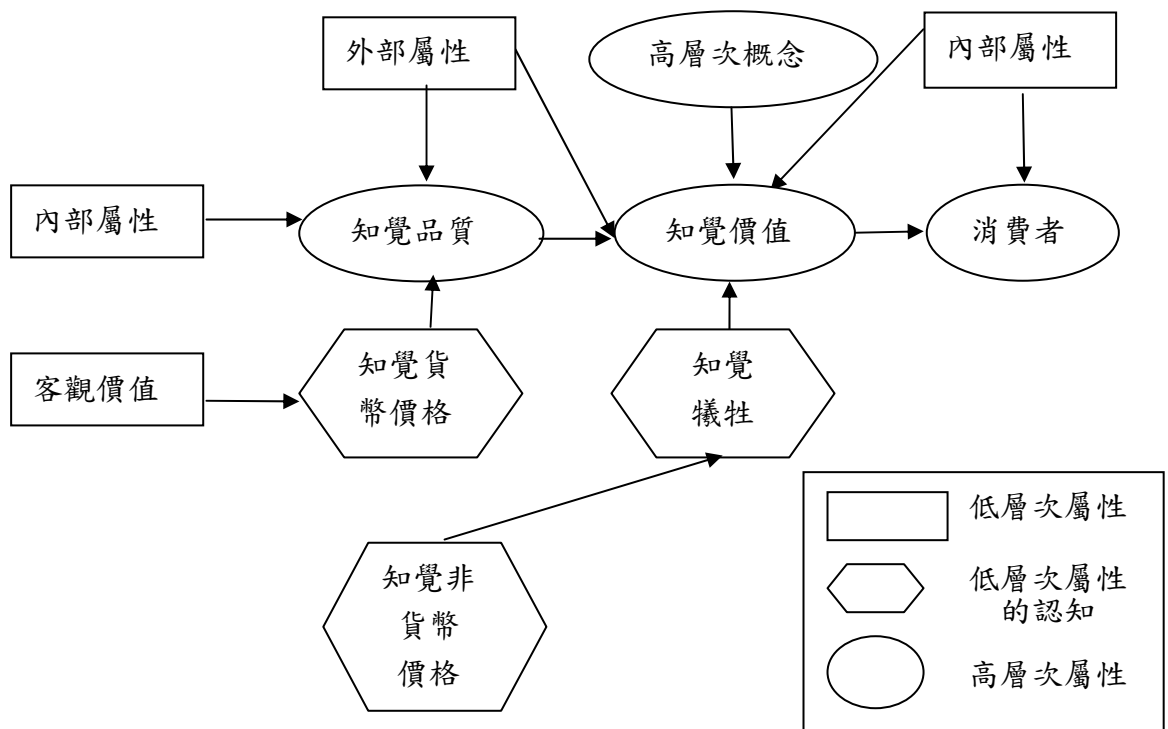 外部屬性
高層次概念
內部屬性
內部屬性
知覺品質
知覺價值
消費者
客觀價值
知覺貨
幣價格
知覺
犧牲
知覺非
貨幣
價格
低層次屬性
低層次屬性
的認知
高層次屬性